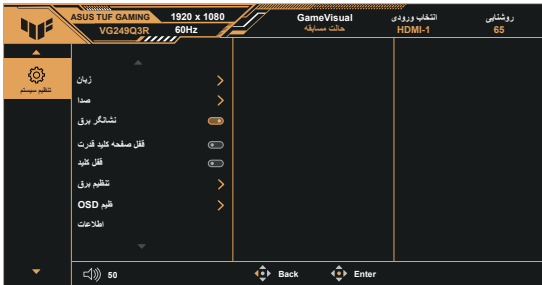 ASUS TUF GAMING 1920 x 1080 GameVisual انتخاب ورودی روشنایی
VG249Q3R 60Hz حالت مسابقه HDMI-1 65
تنظیم سیستم
زبان
صدا
نشانگر برق
قفل صفحه کلید قدرت
قفل کلید
تنظیم برق
ظیم OSD
اطلاعات
50 Back Enter